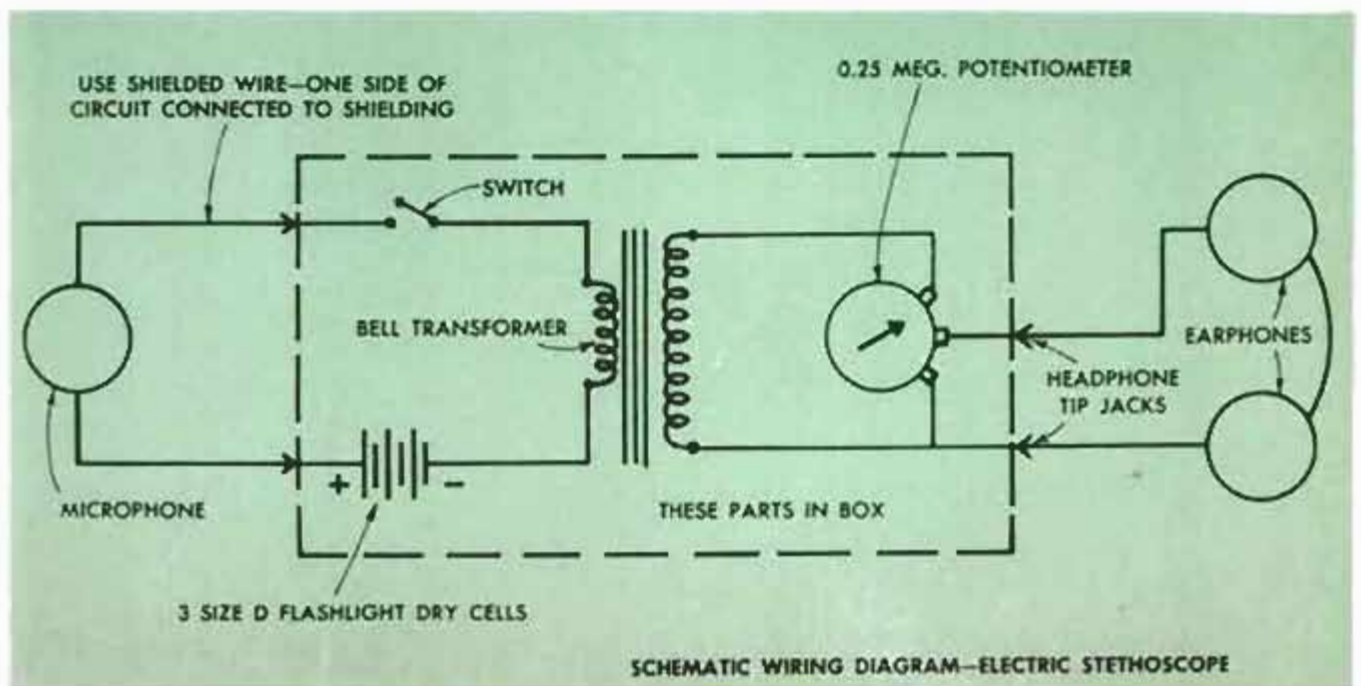 USE SHIELDED WIRE—ONE SIDE OF
CIRCUIT CONNECTED TO SHIELDING
0.25 MEG. POTENTIOMETER
SWITCH
BELL TRANSFORMER
EARPHONES
HEADPHONE
TIP JACKS
+ −
MICROPHONE
THESE PARTS IN BOX
3 SIZE D FLASHLIGHT DRY CELLS
SCHEMATIC WIRING DIAGRAM—ELECTRIC STETHOSCOPE